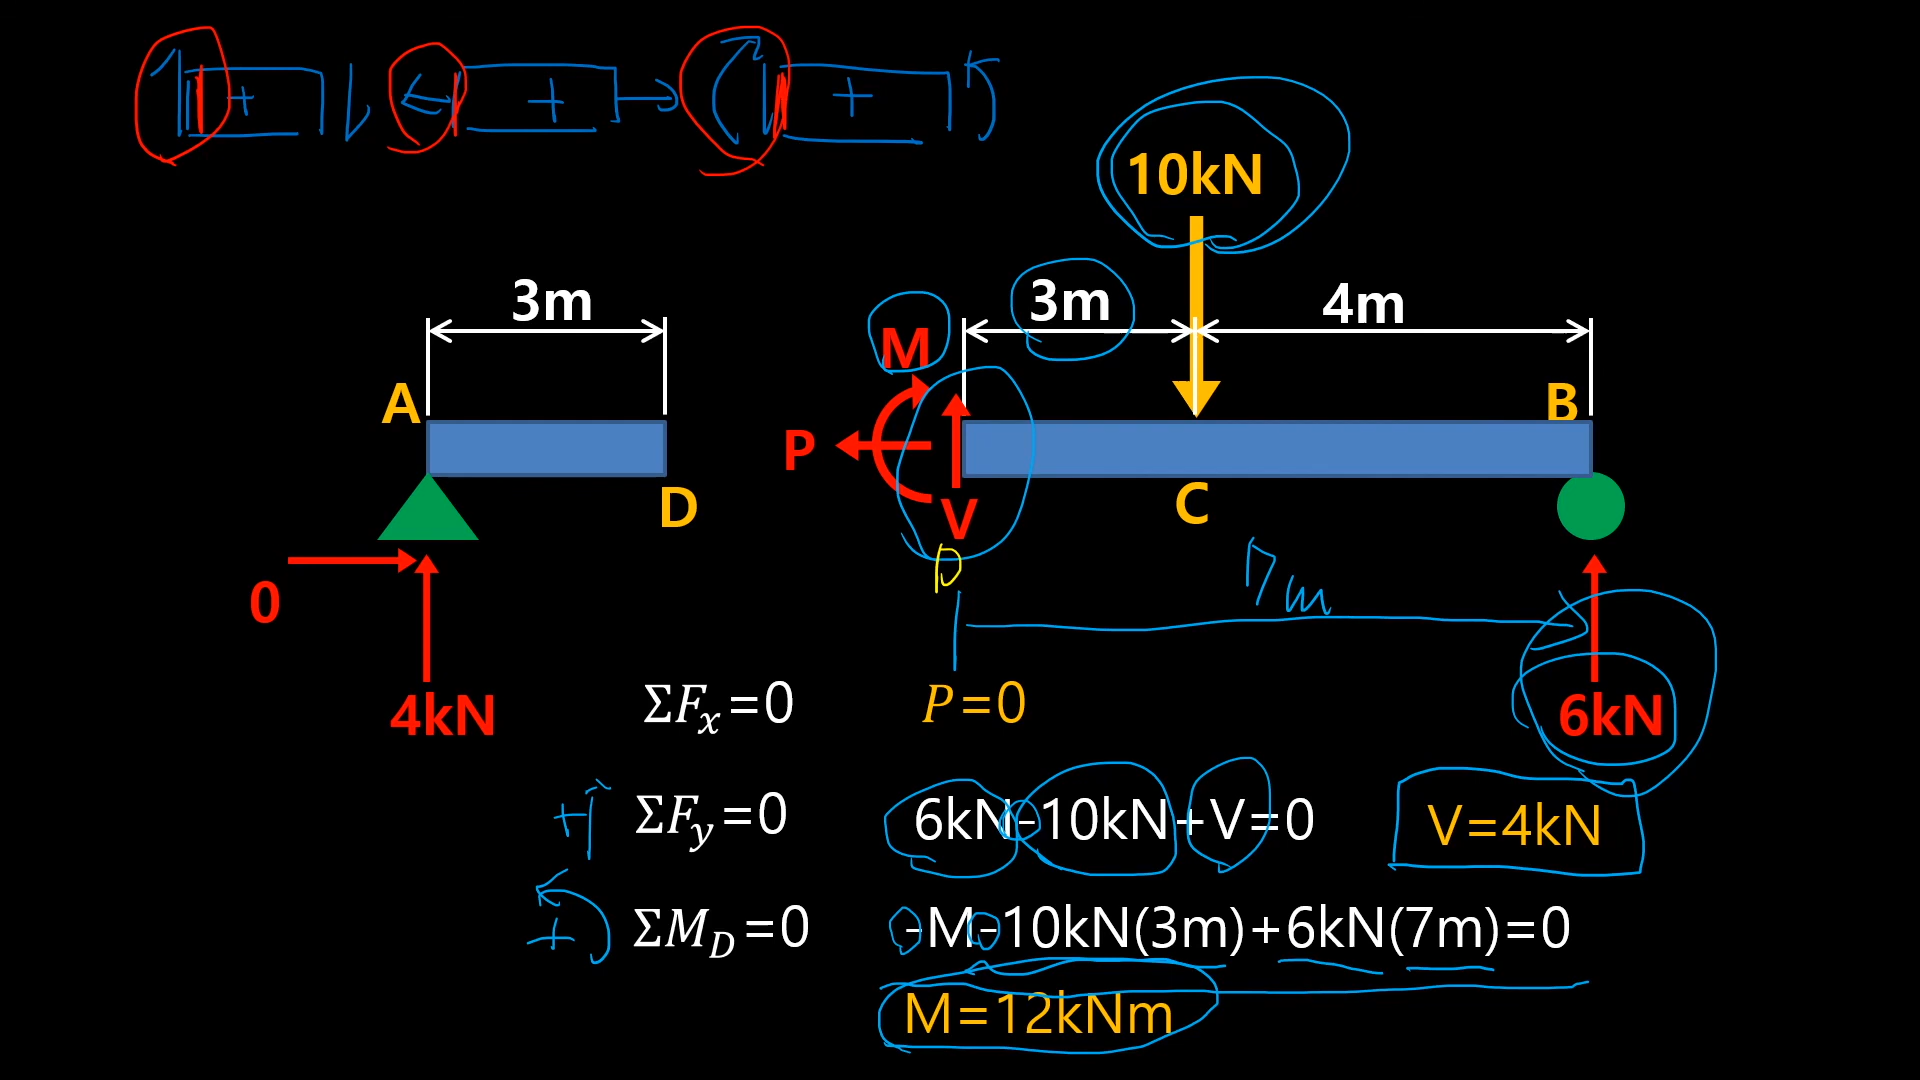 + + +
10kN
3m 3m 4m
M
A B
P
D V C
D
7m
0
4kN 6kN
ΣFx=0 P=0
+ ΣFy=0 6kN-10kN+V=0 V=4kN
+ ΣMD=0 -M-10kN(3m)+6kN(7m)=0
M=12kNm